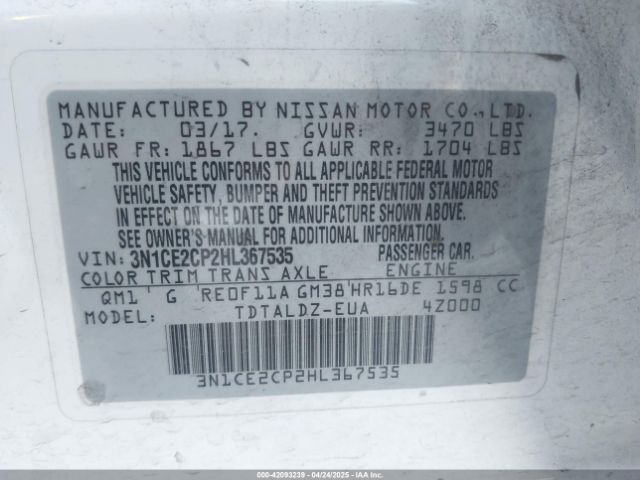 MANUFACTURED BY NISSAN MOTOR CO., LTD.
DATE: 03/17. GVWR: 3470 LBS
GAWR FR: 1867 LBS GAWR RR: 1704 LBS
THIS VEHICLE CONFORMS TO ALL APPLICABLE FEDERAL MOTOR
VEHICLE SAFETY, BUMPER AND THEFT PREVENTION STANDARDS
IN EFFECT ON THE DATE OF MANUFACTURE SHOWN ABOVE.
SEE OWNER'S MANUAL FOR ADDITIONAL INFORMATION.
VIN: 3N1CE2CP2HL367535 PASSENGER CAR.
COLOR TRIM TRANS AXLE ENGINE
QM1 ' G RE0F11A GM38 HR16DE 1598 CC
MODEL: TDTALDZ-EUA 4Z000
3N1CE2CP2HL367535
000-42093239 - 04/24/2025 - IAAI.COM